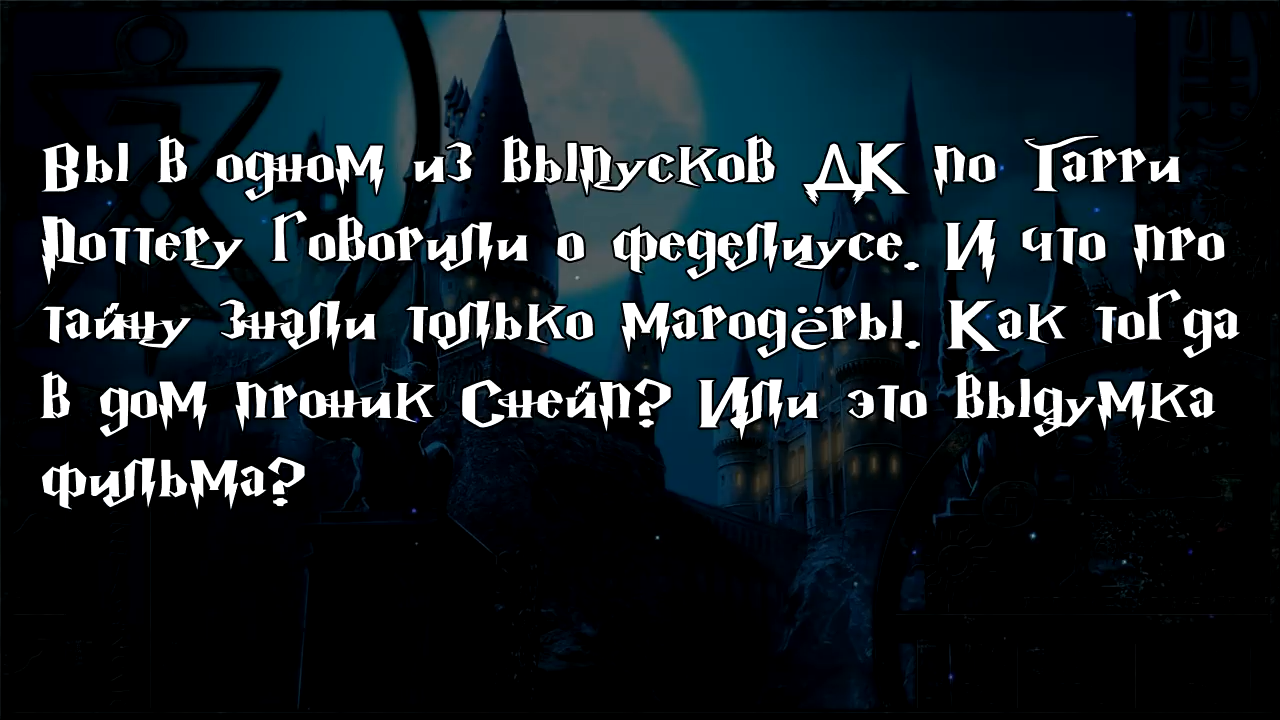 Вы в одном из выпусков ДК по Гарри
Поттеру говорили о феделиусе. И что про
тайну знали только мародёры. Как тогда
в дом проник Снейп? Или это выдумка
фильма?